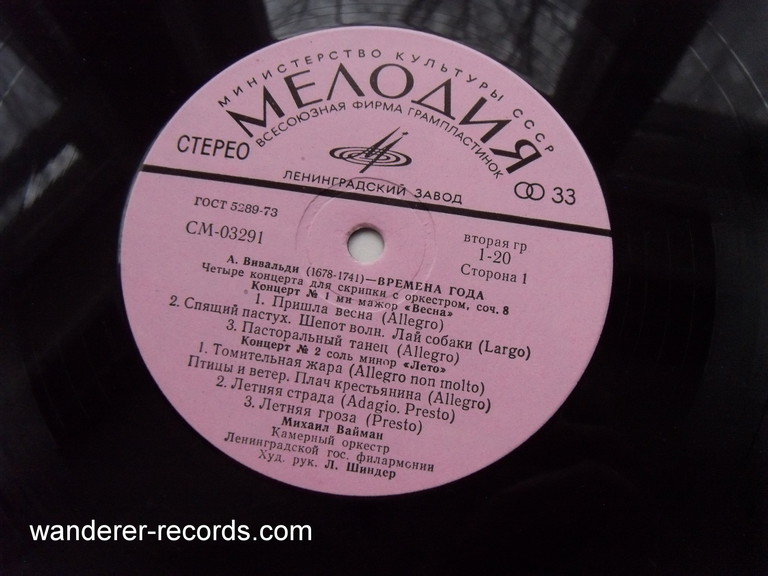 МИНИСТЕРСТВО КУЛЬТУРЫ СССР
МЕЛОДИЯ
ВСЕСОЮЗНАЯ ФИРМА ГРАМПЛАСТИНОК
СТЕРЕО
ЛЕНИНГРАДСКИЙ ЗАВОД
33
ГОСТ 5289-73
СМ-03291
вторая гр
1-20
Сторона 1
А. Вивальди (1678-1741)—ВРЕМЕНА ГОДА
Четыре концерта для скрипки с оркестром, соч. 8
Концерт № 1 ми мажор «Весна»
1. Пришла весна (Allegro)
2. Спящий пастух. Шепот волн. Лай собаки (Largo)
3. Пасторальный танец (Allegro)
Концерт № 2 соль минор «Лето»
1. Томительная жара (Allegro non molto)
Птицы и ветер. Плач крестьянина (Allegro)
2. Летняя страда (Adagio. Presto)
3. Летняя гроза (Presto)
Михаил Вайман
Камерный оркестр
Ленинградской гос. филармонии
Худ. рук. Л. Шиндер
wanderer-records.com